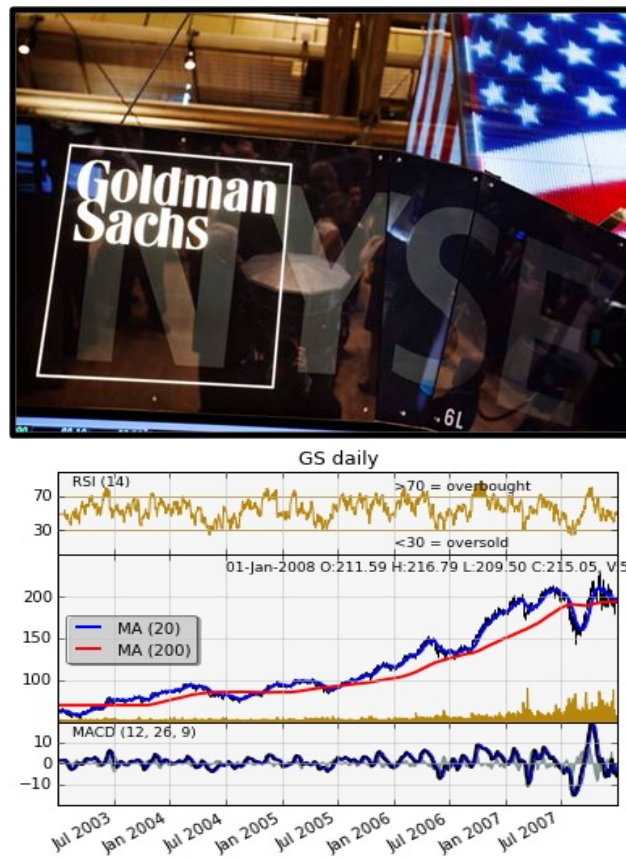 Goldman
Sachs
NYSE
6L
GS daily
RSI (14)
>70 = overbought
70
30
<30 = oversold
01-Jan-2008 O:211.59 H:216.79 L:209.50 C:215.05, V:5
200
150
100
MA (20)
MA (200)
MACD (12, 26, 9)
10
0
−10
Jul 2003
Jan 2004
Jul 2004
Jan 2005
Jul 2005
Jan 2006
Jul 2006
Jan 2007
Jul 2007